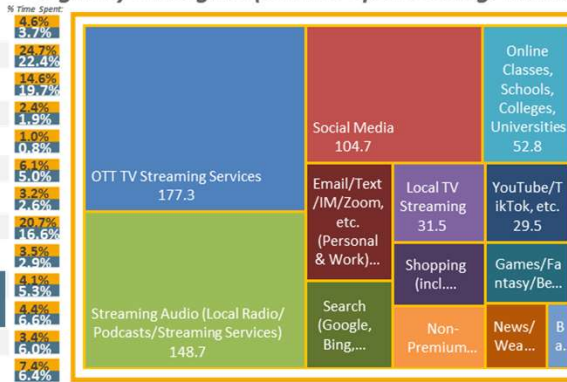 % Time Spent:
4.6%
3.7%
24.7%
22.4%
14.6%
19.7%
2.4%
1.9%
1.0%
0.8%
6.1%
5.0%
3.2%
2.6%
20.7%
16.6%
3.5%
2.9%
4.1%
5.3%
4.4%
6.6%
3.4%
6.0%
7.4%
6.4%
OTT TV Streaming Services
177.3
Streaming Audio (Local Radio/
Podcasts/Streaming Services)
148.7
Social Media
104.7
Online
Classes,
Schools,
Colleges,
Universities
52.8
Email/Text
/IM/Zoom,
etc.
(Personal
& Work)...
Local TV
Streaming
31.5
YouTube/T
ikTok, etc.
29.5
Shopping
(incl....
Games/Fa
ntasy/Be...
Search
(Google,
Bing,...
Non-
Premium...
News/
Wea...
B
a.